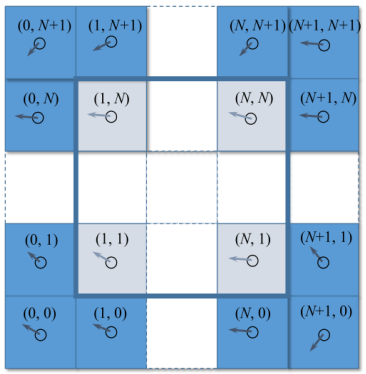 (0, N+1) (1, N+1) (N, N+1) (N+1, N+1)
(0, N) (1, N) (N, N) (N+1, N)
(0, 1) (1, 1) (N, 1) (N+1, 1)
(0, 0) (1, 0) (N, 0) (N+1, 0)